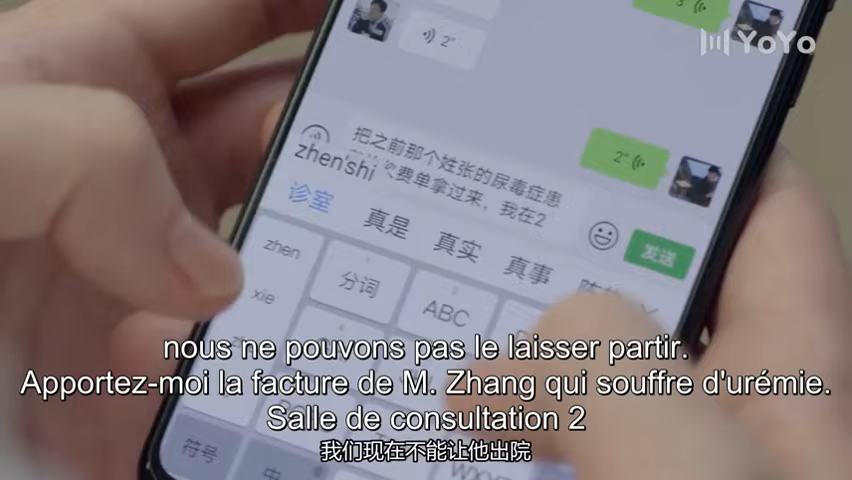 YoYo
3"
2"
2"
把之前那个姓张的尿毒症患
费单拿过来，我在2
zhen'shi
发送
诊室 真是 真实 真事
zhen
分词
ABC
xie
nous ne pouvons pas le laisser partir.
Apportez-moi la facture de M. Zhang qui souffre d'urémie.
Salle de consultation 2
我们现在不能让他出院
符号
中
WXYZ